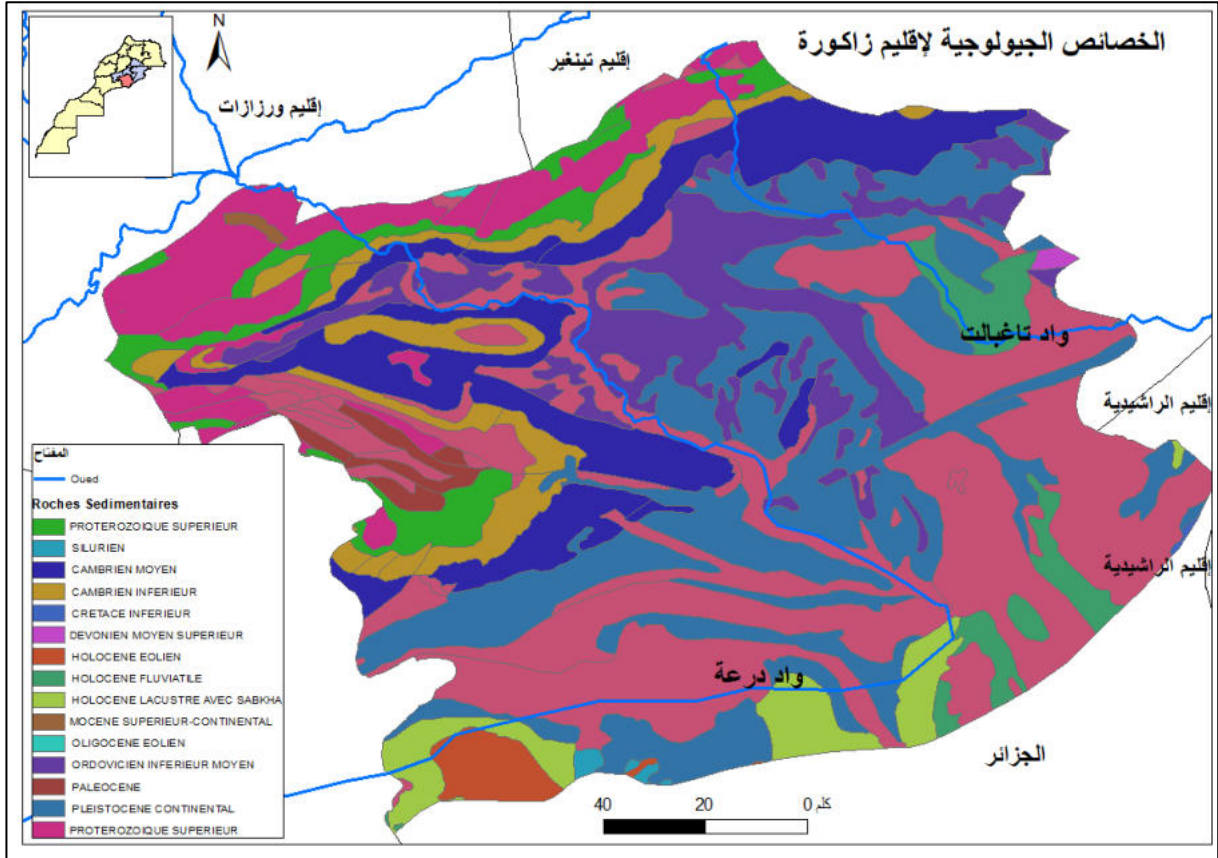 الخصائص الجيولوجية لإقليم زاكورة
N
إقليم تينغير
إقليم ورزازات
واد تاغبالت
إقليم الراشيدية
إقليم الراشيدية
واد درعة
الجزائر
المفتاح
Oued
Roches Sedimentaires
PROTEROZOIQUE SUPERIEUR
SILURIEN
CAMBRIEN MOYEN
CAMBRIEN INFERIEUR
CRETACE INFERIEUR
DEVONIEN MOYEN SUPERIEUR
HOLOCENE EOLIEN
HOLOCENE FLUVIATILE
HOLOCENE LACUSTRE AVEC SABKHA
MOCENE SUPERIEUR-CONTINENTAL
OLIGOCENE EOLIEN
ORDOVICIEN INFERIEUR MOYEN
PALEOCENE
PLEISTOCENE CONTINENTAL
PROTEROZOIQUE SUPERIEUR
40 20 0 كلم